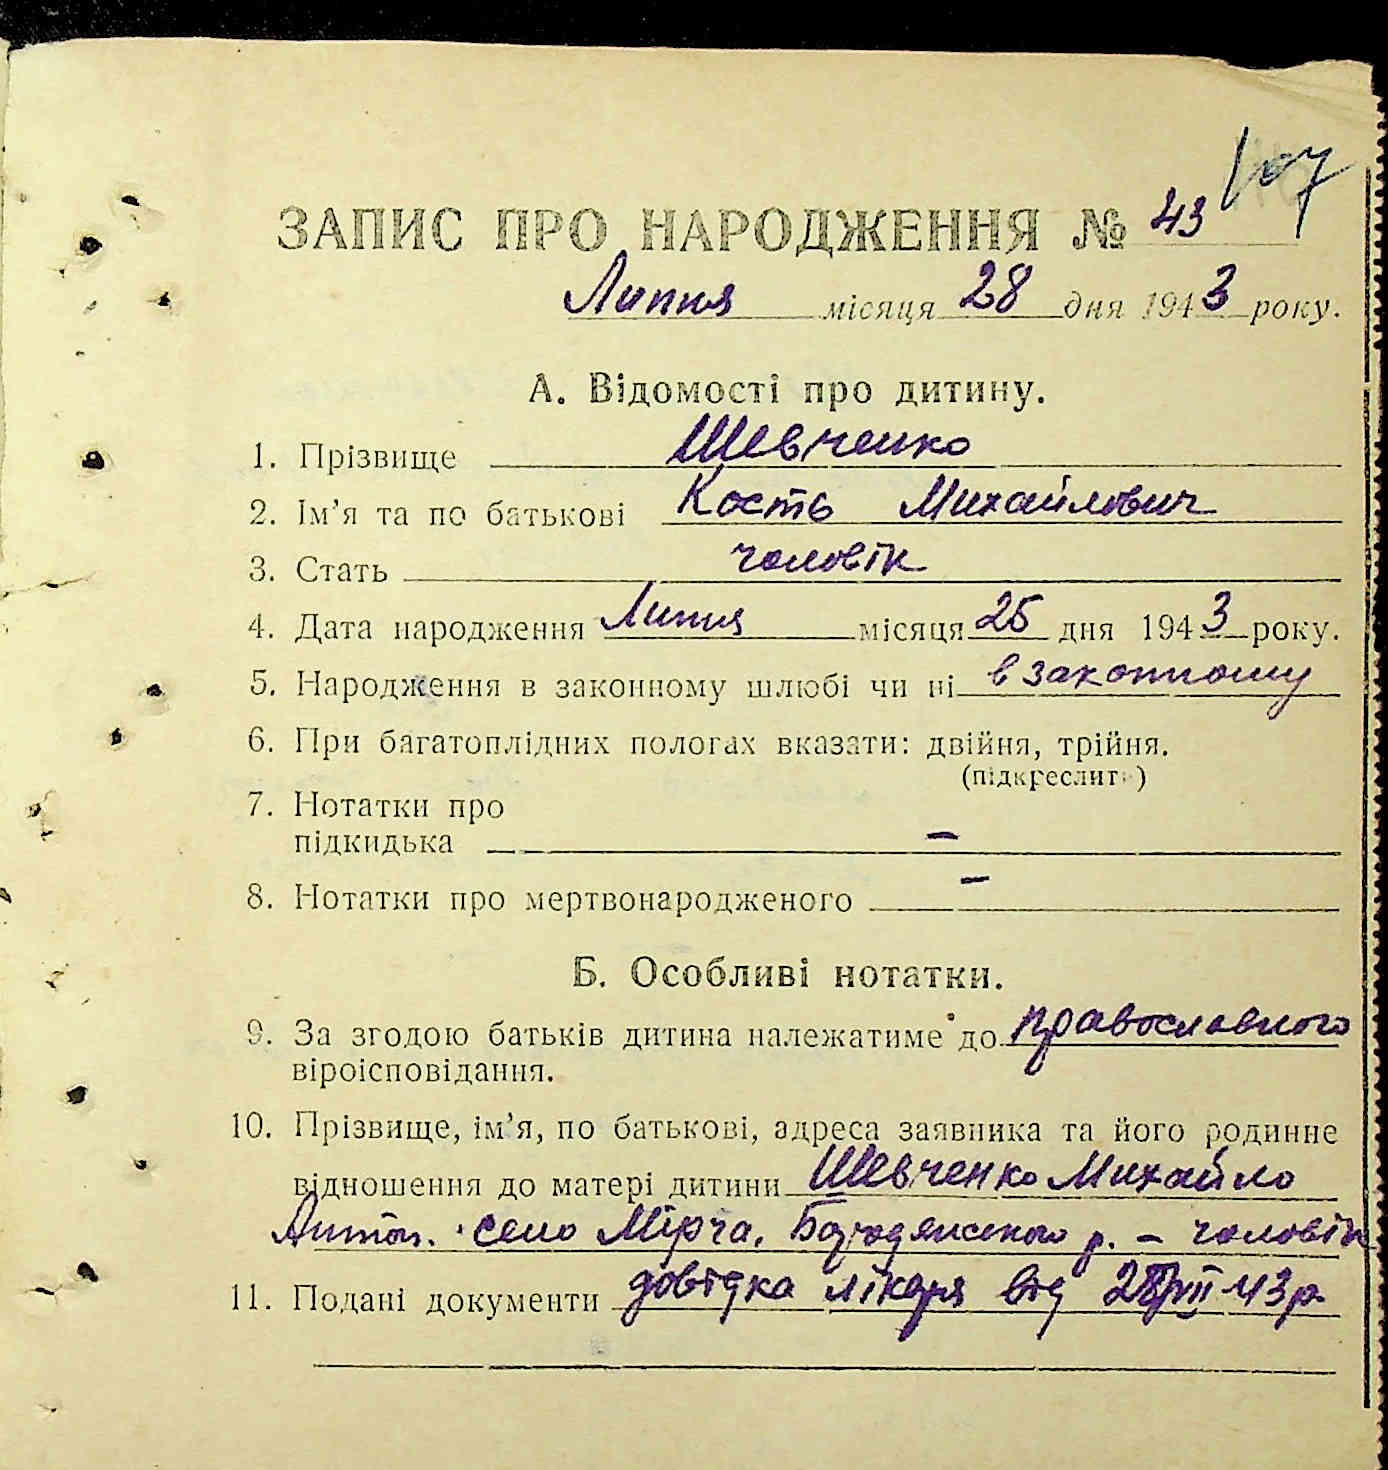 107
ЗАПИС ПРО НАРОДЖЕННЯ № 43
Липня місяця 28 дня 1943 року.
А. Відомості про дитину.
1. Прізвище Шевченко
2. Ім'я та по батькові Кость Михайлович
3. Стать чоловік
4. Дата народження Липня місяця 25 дня 1943 року.
5. Народження в законному шлюбі чи ні в законному
6. При багатоплідних пологах вказати: двійня, трійня.
(підкреслить)
7. Нотатки про
підкидька —
8. Нотатки про мертвонародженого —
Б. Особливі нотатки.
9. За згодою батьків дитина належатиме до православного
віроісповідання.
10. Прізвище, ім'я, по батькові, адреса заявника та його родинне
відношення до матері дитини Шевченко Михайло
Антон. село Мірча, р. – чоловік
11. Подані документи довідка лікаря від 28/VII 43 р.